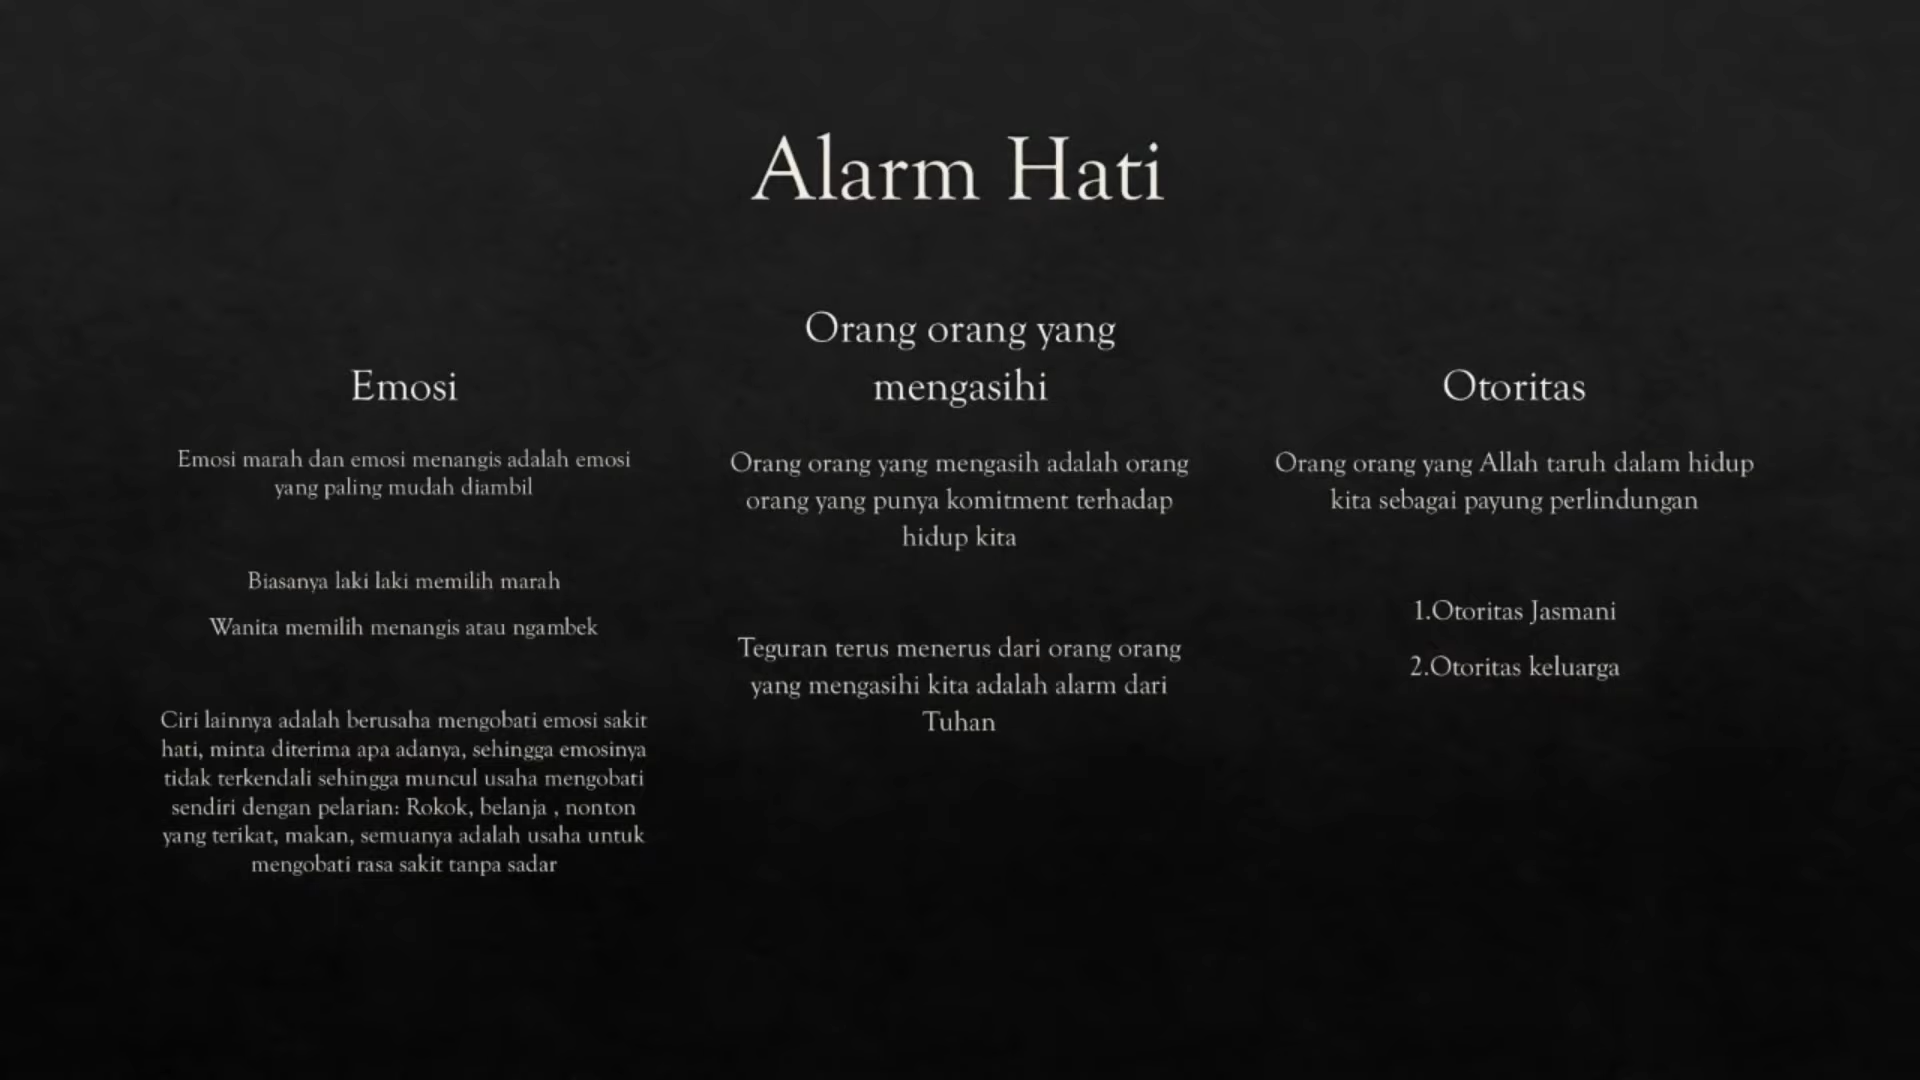 Alarm Hati
Emosi
Emosi marah dan emosi menangis adalah emosi
yang paling mudah diambil
Biasanya laki laki memilih marah
Wanita memilih menangis atau ngambek
Ciri lainnya adalah berusaha mengobati emosi sakit
hati, minta diterima apa adanya, sehingga emosinya
tidak terkendali sehingga muncul usaha mengobati
sendiri dengan pelarian: Rokok, belanja , nonton
yang terikat, makan, semuanya adalah usaha untuk
mengobati rasa sakit tanpa sadar
Orang orang yang
mengasihi
Orang orang yang mengasih adalah orang
orang yang punya komitment terhadap
hidup kita
Teguran terus menerus dari orang orang
yang mengasihi kita adalah alarm dari
Tuhan
Otoritas
Orang orang yang Allah taruh dalam hidup
kita sebagai payung perlindungan
1.Otoritas Jasmani
2.Otoritas keluarga